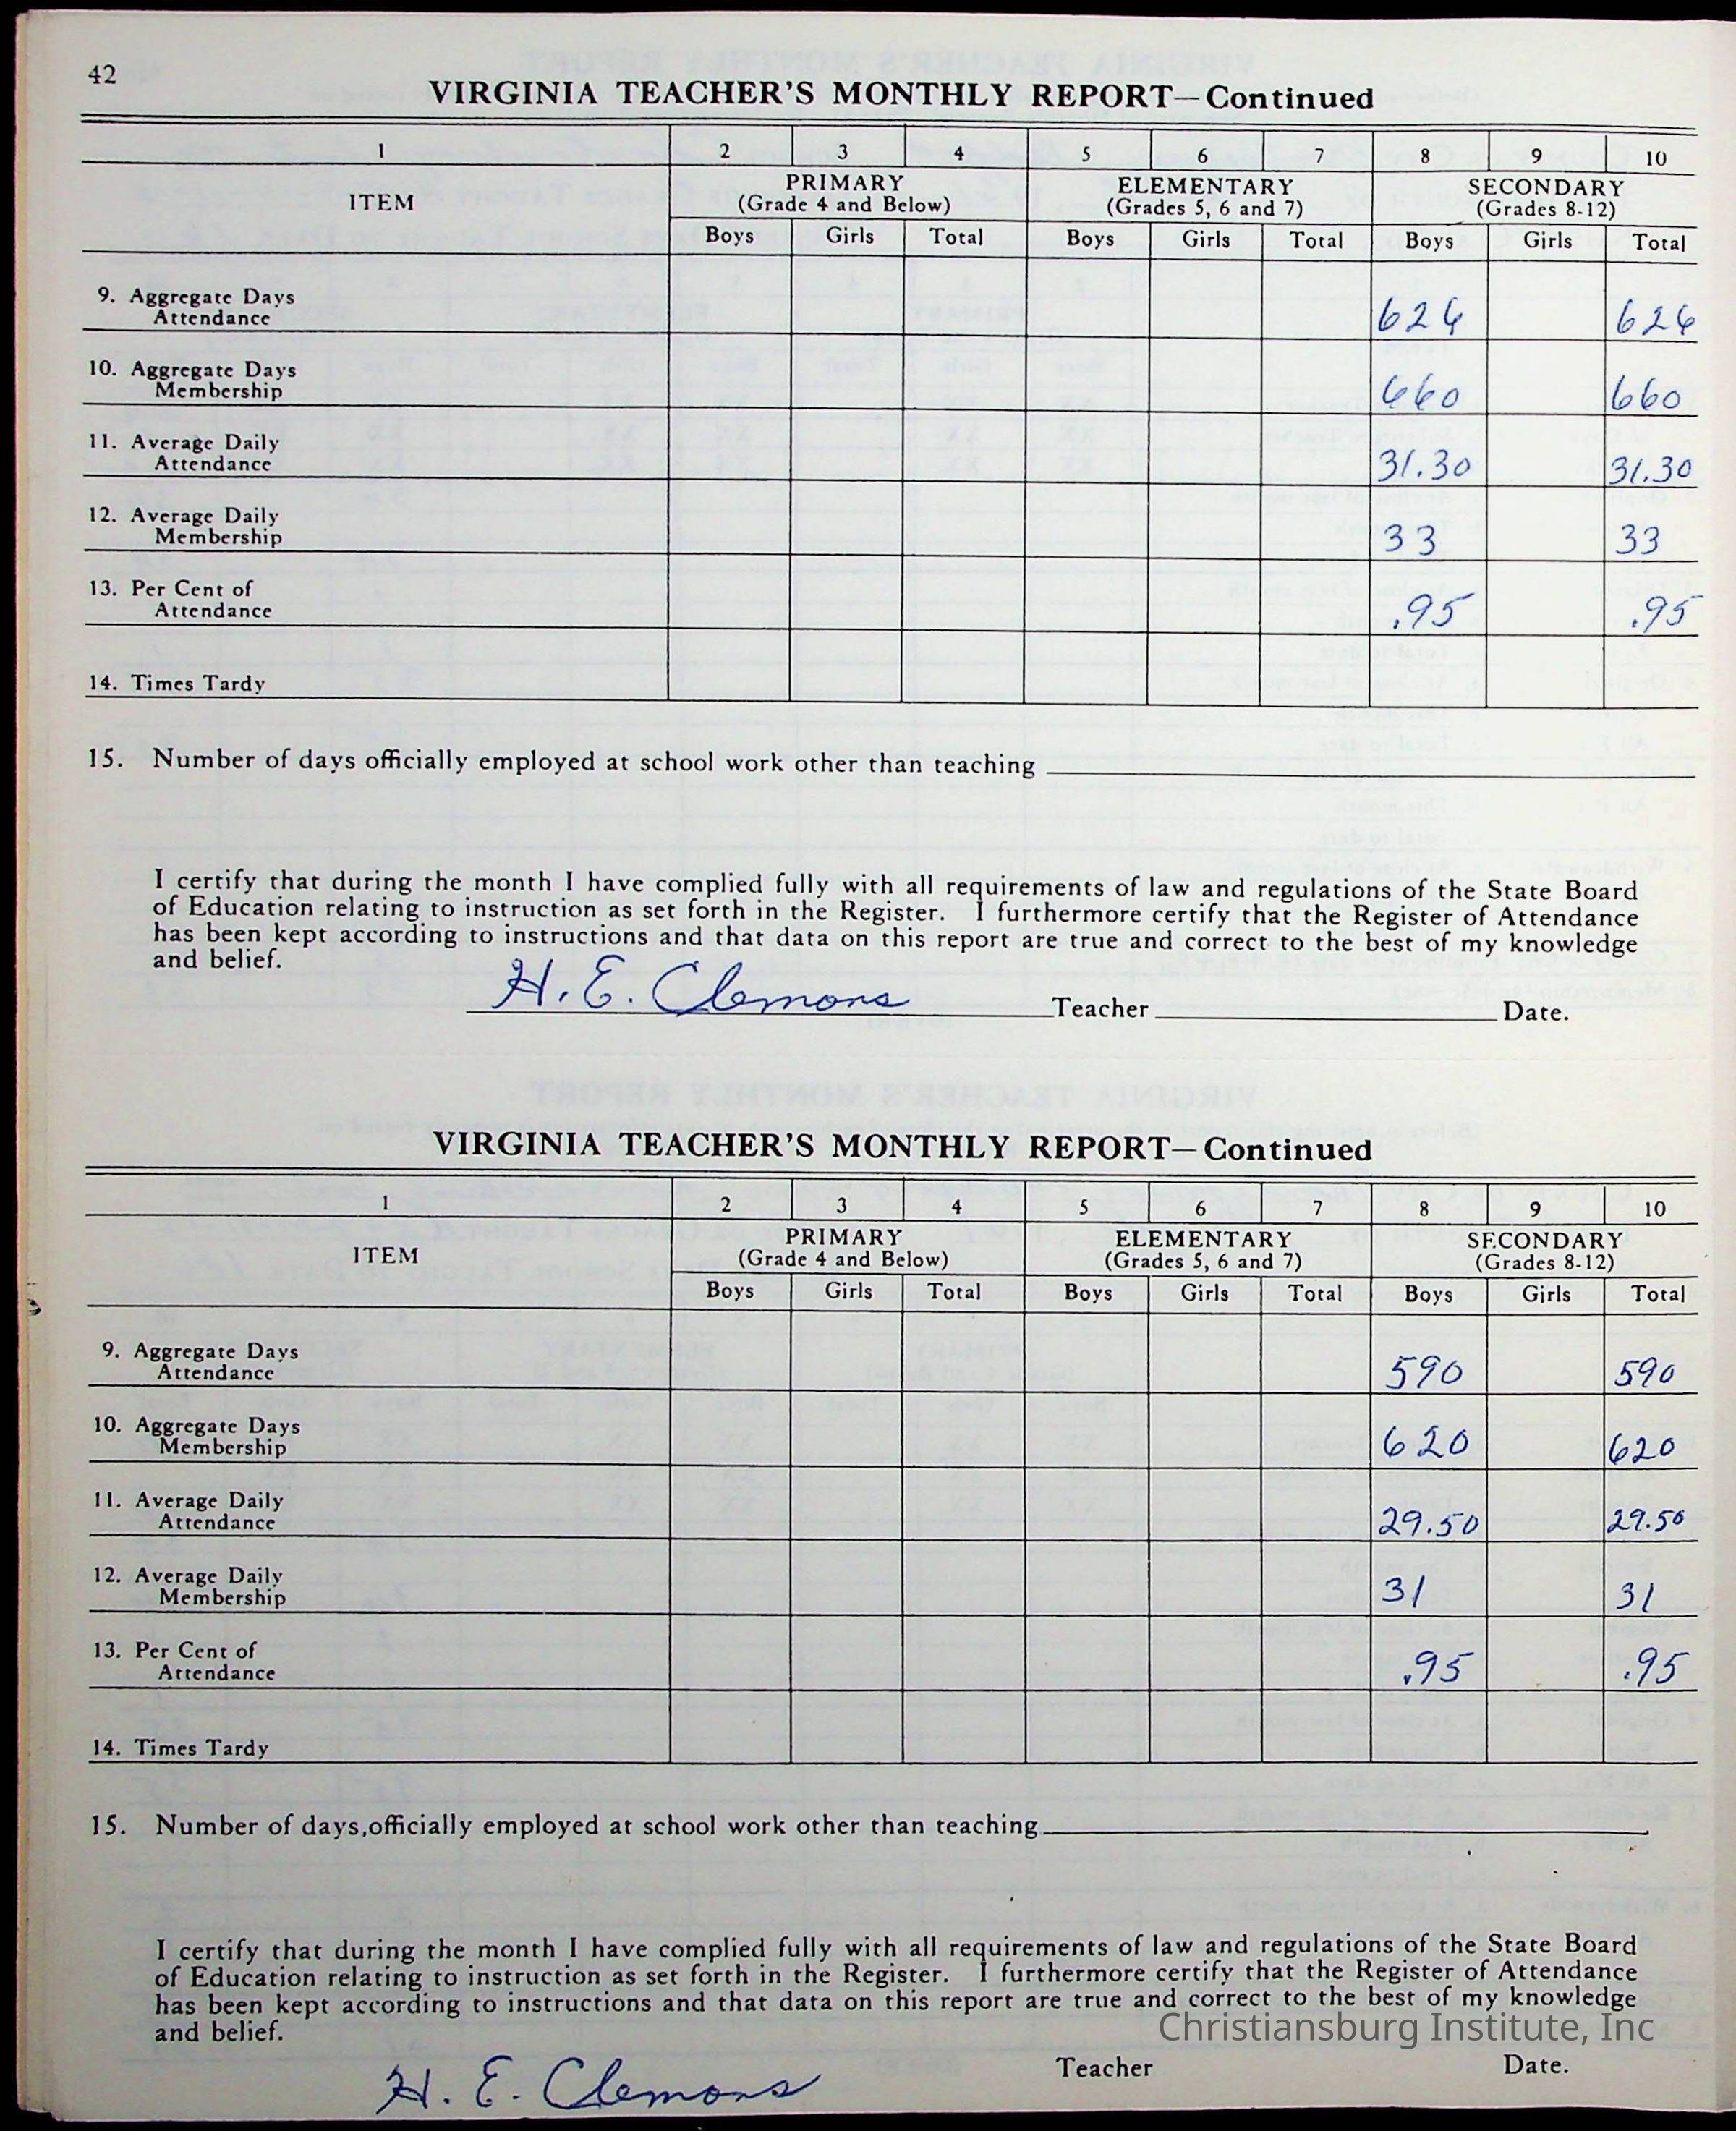 42
VIRGINIA TEACHER'S MONTHLY REPORT—Continued
1 2 3 4 5 6 7 8 9 10
ITEM PRIMARY (Grade 4 and Below) ELEMENTARY (Grades 5, 6 and 7) SECONDARY (Grades 8-12)
Boys Girls Total Boys Girls Total Boys Girls Total
9. Aggregate Days
Attendance 626 626
10. Aggregate Days
Membership 660 660
11. Average Daily
Attendance 31.30 31.30
12. Average Daily
Membership 33 33
13. Per Cent of
Attendance .95 .95
14. Times Tardy
15. Number of days officially employed at school work other than teaching
I certify that during the month I have complied fully with all requirements of law and regulations of the State Board
of Education relating to instruction as set forth in the Register. I furthermore certify that the Register of Attendance
has been kept according to instructions and that data on this report are true and correct to the best of my knowledge
and belief.
H. E. Clemons Teacher Date.
VIRGINIA TEACHER'S MONTHLY REPORT—Continued
1 2 3 4 5 6 7 8 9 10
ITEM PRIMARY (Grade 4 and Below) ELEMENTARY (Grades 5, 6 and 7) SECONDARY (Grades 8-12)
Boys Girls Total Boys Girls Total Boys Girls Total
9. Aggregate Days
Attendance 590 590
10. Aggregate Days
Membership 620 620
11. Average Daily
Attendance 29.50 29.50
12. Average Daily
Membership 31 31
13. Per Cent of
Attendance .95 .95
14. Times Tardy
15. Number of days officially employed at school work other than teaching
I certify that during the month I have complied fully with all requirements of law and regulations of the State Board
of Education relating to instruction as set forth in the Register. I furthermore certify that the Register of Attendance
has been kept according to instructions and that data on this report are true and correct to the best of my knowledge
and belief.
Christiansburg Institute, Inc
H. E. Clemons Teacher Date.